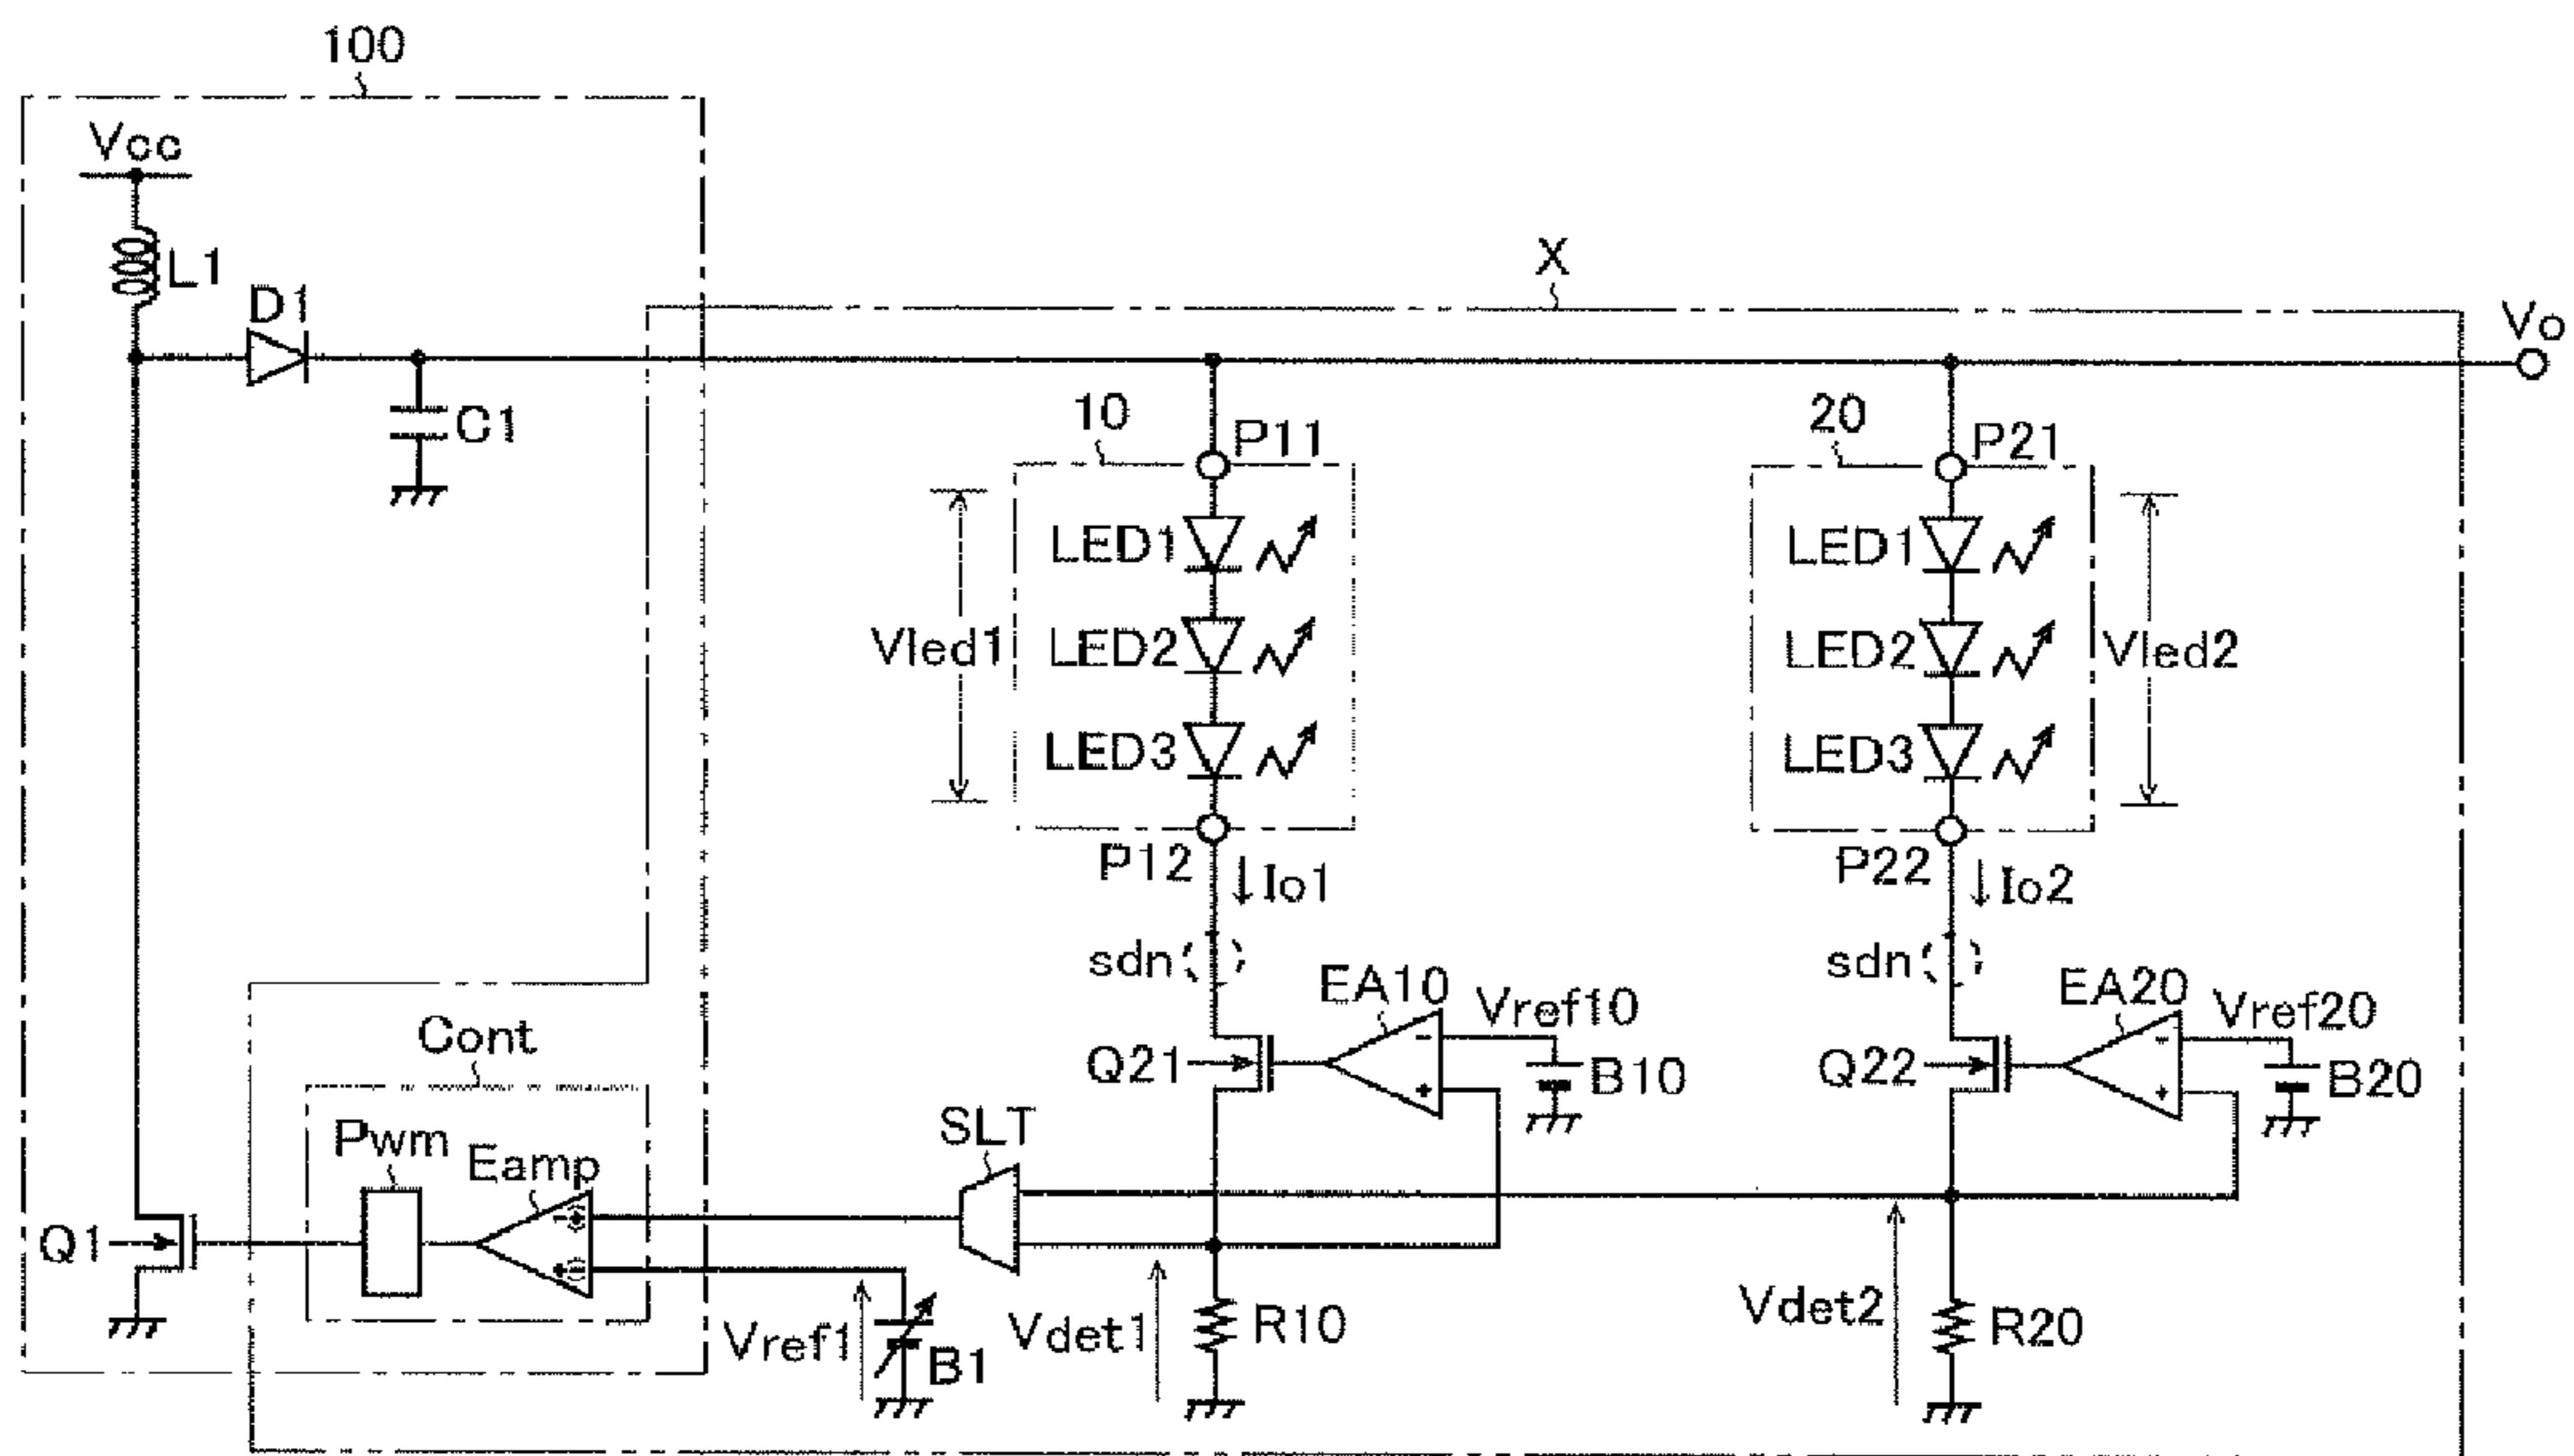 100
Vcc
L1
D1
C1
X
Vo
10
P11
LED1
LED2
LED3
Vled1
P12
Io1
20
P21
LED1
LED2
LED3
Vled2
P22
Io2
sdn
sdn
EA10
Vref10
-
+
Q21
B10
EA20
Vref20
-
+
Q22
B20
Cont
Pwm
Eamp
SLT
Q1
Vref1
B1
Vdet1
R10
Vdet2
R20